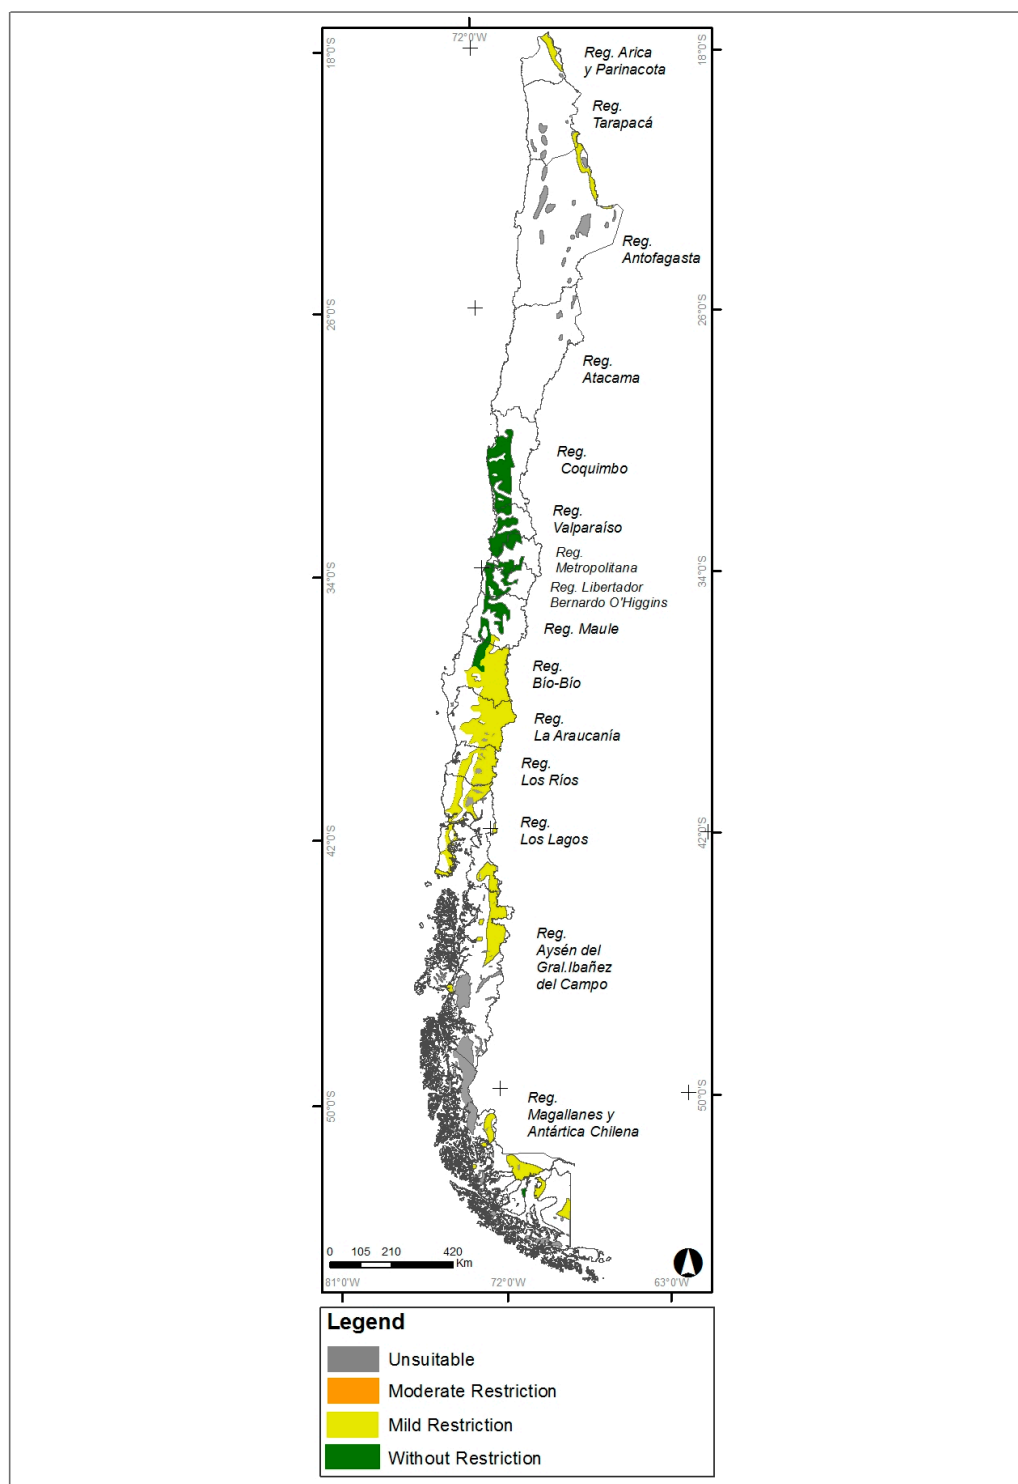 72°0'W
18°0'S
18°0'S
Reg. Arica
y Parinacota
Reg.
Tarapacá
Reg.
Antofagasta
26°0'S
26°0'S
Reg.
Atacama
Reg.
Coquimbo
Reg.
Valparaíso
Reg.
Metropolitana
34°0'S
34°0'S
Reg. Libertador
Bernardo O'Higgins
Reg. Maule
Reg.
Bío-Bío
Reg.
La Araucanía
Reg.
Los Ríos
Reg.
Los Lagos
42°0'S
42°0'S
Reg.
Aysén del
Gral.Ibañez
del Campo
50°0'S
50°0'S
Reg.
Magallanes y
Antártica Chilena
0 105 210 420
Km
81°0'W
72°0'W
63°0'W
Legend
Unsuitable
Moderate Restriction
Mild Restriction
Without Restriction